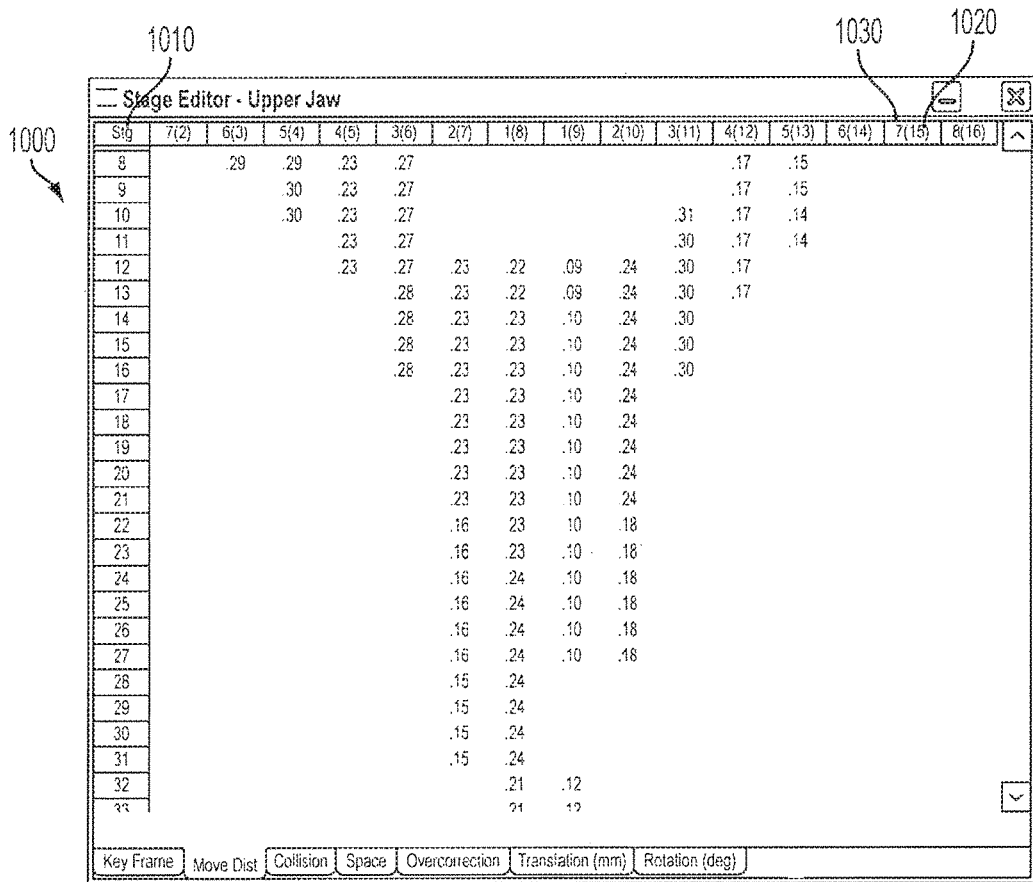 1010
1030
1020
1000
Stage Editor - Upper Jaw
Stg 7(2) 6(3) 5(4) 4(5) 3(6) 2(7) 1(8) 1(9) 2(10) 3(11) 4(12) 5(13) 6(14) 7(15) 8(16)
8 .29 .29 .23 .27 .17 .15
9 .30 .23 .27 .17 .15
10 .30 .23 .27 .31 .17 .14
11 .23 .27 .30 .17 .14
12 .23 .27 .23 .22 .09 .24 .30 .17
13 .28 .23 .22 .09 .24 .30 .17
14 .28 .23 .23 .10 .24 .30
15 .28 .23 .23 .10 .24 .30
16 .28 .23 .23 .10 .24 .30
17 .23 .23 .10 .24
18 .23 .23 .10 .24
19 .23 .23 .10 .24
20 .23 .23 .10 .24
21 .23 .23 .10 .24
22 .16 .23 .10 .18
23 .16 .23 .10 .18
24 .16 .24 .10 .18
25 .16 .24 .10 .18
26 .16 .24 .10 .18
27 .16 .24 .10 .18
28 .15 .24
29 .15 .24
30 .15 .24
31 .15 .24
32 .21 .12
33 .21 .12
Key Frame Move Dist Collision Space Overcorrection Translation (mm) Rotation (deg)